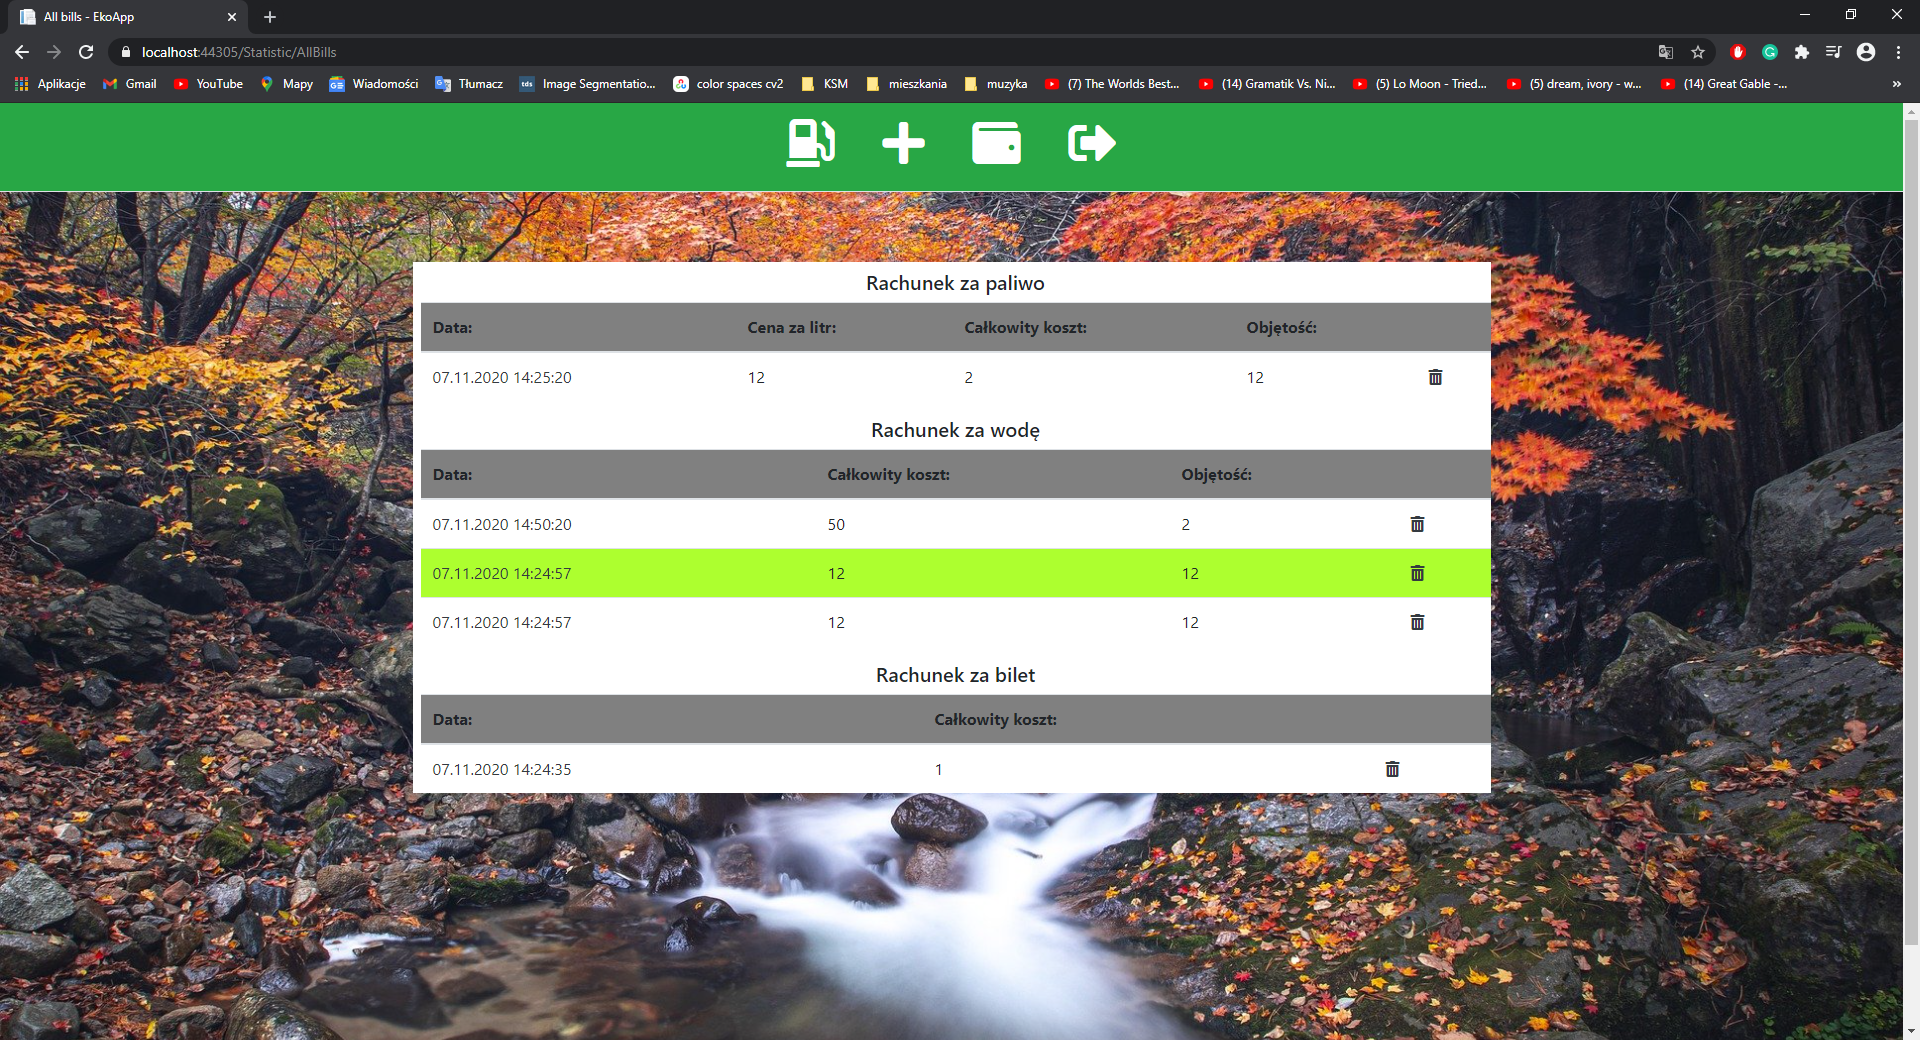 All bills - EkoApp
localhost:44305/Statistic/AllBills
Aplikacje Gmail YouTube Mapy Wiadomości Tłumacz tds Image Segmentatio... color spaces cv2 KSM mieszkania muzyka (7) The Worlds Best... (14) Gramatik Vs. Ni... (5) Lo Moon - Tried... (5) dream, ivory - w... (14) Great Gable -... »
Rachunek za paliwo
Data: Cena za litr: Całkowity koszt: Objętość:
07.11.2020 14:25:20 12 2 12
Rachunek za wodę
Data: Całkowity koszt: Objętość:
07.11.2020 14:50:20 50 2
07.11.2020 14:24:57 12 12
07.11.2020 14:24:57 12 12
Rachunek za bilet
Data: Całkowity koszt:
07.11.2020 14:24:35 1